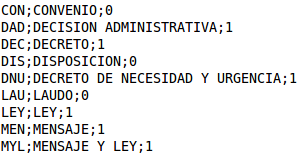 CON;CONVENIO;0
DAD;DECISION ADMINISTRATIVA;1
DEC;DECRETO;1
DIS;DISPOSICION;0
DNU;DECRETO DE NECESIDAD Y URGENCIA;1
LAU;LAUDO;0
LEY;LEY;1
MEN;MENSAJE;1
MYL;MENSAJE Y LEY;1